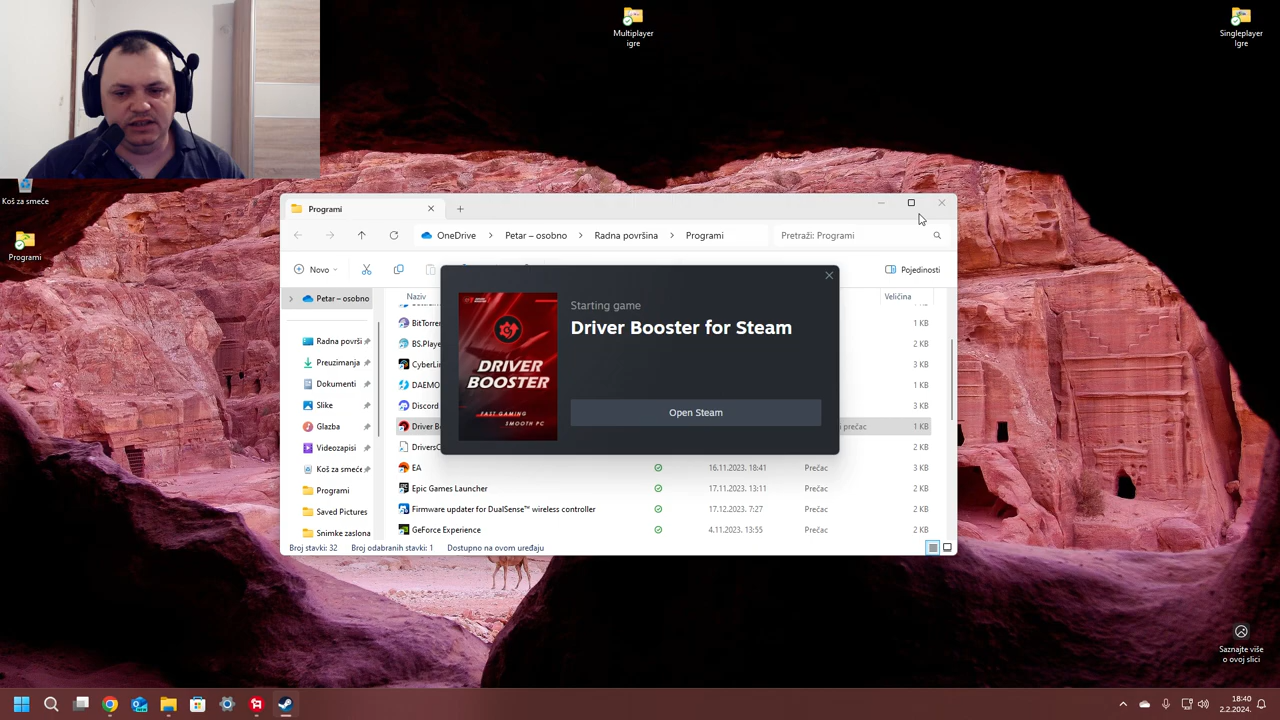 Multiplayer
igre
Singleplayer
Igre
Koš za smeće
Programi
Programi
OneDrive
Petar – osobno
Radna površina
Programi
Pretraži: Programi
Novo
Pojedinosti
Petar – osobno
Naziv
Veličina
Radna površi
Preuzimanja
Dokumenti
Slike
Glazba
Videozapisi
Koš za smeće
Programi
Saved Pictures
Snimke zaslona
BitTorre
1 KB
BS.Playe
2 KB
CyberLin
3 KB
DAEMO
1 KB
Discord
3 KB
Driver B
i prečac
1 KB
DriversC
2 KB
EA
16.11.2023. 18:41
Prečac
3 KB
Epic Games Launcher
17.11.2023. 13:11
Prečac
2 KB
Firmware updater for DualSense™ wireless controller
17.12.2023. 7:27
Prečac
2 KB
GeForce Experience
4.11.2023. 13:55
Prečac
2 KB
Broj stavki: 32
Broj odabranih stavki: 1
Dostupno na ovom uređaju
Starting game
Driver Booster for Steam
Open Steam
DRIVER
BOOSTER
FAST GAMING
SMOOTH PC
Saznajte više
o ovoj slici
18:40
2.2.2024.